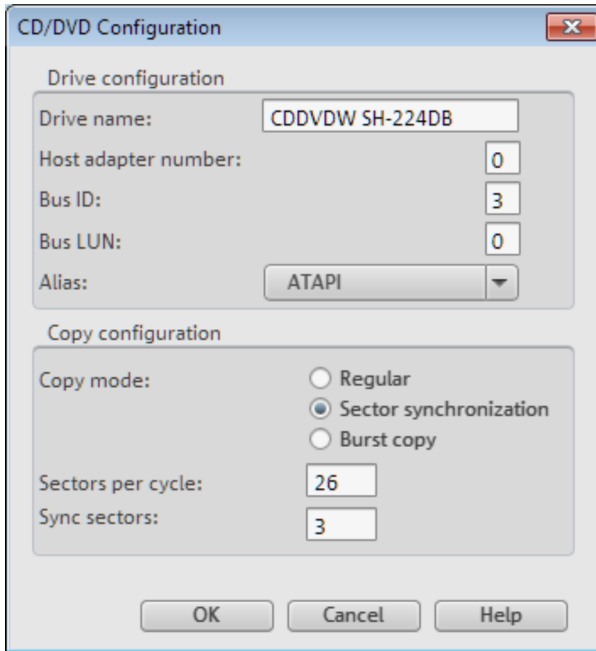 CD/DVD Configuration
Drive configuration
Drive name: CDDVDW SH-224DB
Host adapter number: 0
Bus ID: 3
Bus LUN: 0
Alias: ATAPI
Copy configuration
Copy mode: Regular
Sector synchronization
Burst copy
Sectors per cycle: 26
Sync sectors: 3
OK Cancel Help